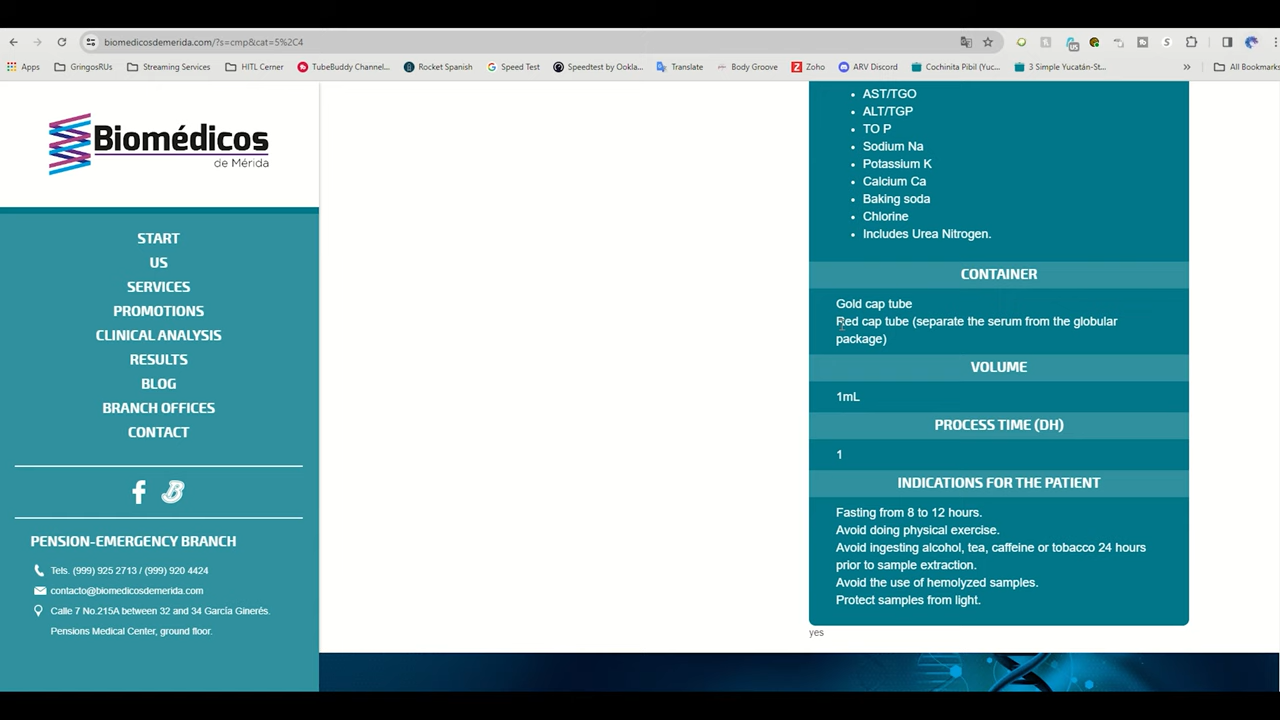 biomedicosdemerida.com/?s=cmp&cat=5%2C4
Apps GringosRUs Streaming Services HITL Cerner TubeBuddy Channel... Rocket Spanish Speed Test Speedtest by Ookla... Translate Body Groove Zoho ARV Discord Cochinita Pibil (Yuc... 3 Simple Yucatán-St... » All Bookmarks
Biomédicos
de Mérida
START
US
SERVICES
PROMOTIONS
CLINICAL ANALYSIS
RESULTS
BLOG
BRANCH OFFICES
CONTACT
PENSION-EMERGENCY BRANCH
Tels. (999) 925 2713 / (999) 920 4424
contacto@biomedicosdemerida.com
Calle 7 No.215A between 32 and 34 García Ginerés.
Pensions Medical Center, ground floor.
AST/TGO
ALT/TGP
TO P
Sodium Na
Potassium K
Calcium Ca
Baking soda
Chlorine
Includes Urea Nitrogen.
CONTAINER
Gold cap tube
Red cap tube (separate the serum from the globular
package)
VOLUME
1mL
PROCESS TIME (DH)
1
INDICATIONS FOR THE PATIENT
Fasting from 8 to 12 hours.
Avoid doing physical exercise.
Avoid ingesting alcohol, tea, caffeine or tobacco 24 hours
prior to sample extraction.
Avoid the use of hemolyzed samples.
Protect samples from light.
yes